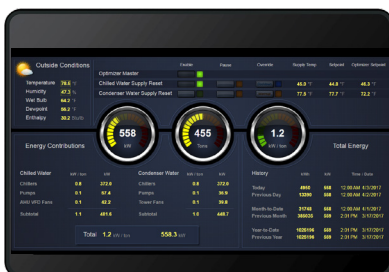 Outside Conditions
Enable Pause Override Supply Temp Setpoint Optimizer Setpoint
Optimizer Master
Temperature 76.5 °F
Chilled Water Supply Reset 45.0 °F 44.8 °F 45.3 °F
Humidity 47.3 %
Condenser Water Supply Reset 77.5 °F 77.7 °F 72.2 °F
Wet Bulb 64.2 °F
Dewpoint 56.2 °F
Enthalpy 30.2 Btu/lb
558 kW
455 Tons
1.2 kW / ton
Energy Contributions
Total Energy
Chilled Water kW / ton kW
Condenser Water kW / ton kW
History kWh kW Time / Date
Chillers 0.8 372.0
Chillers 0.8 372.0
Pumps 0.1 67.4
Pumps 0.1 36.9
Today 4960 558 12:00 AM 4/3/2017
AHU VFD Fans 0.1 42.2
Tower Fans 0.1 39.8
Previous Day 13390 558 12:00 AM 4/2/2017
Subtotal 1.1 481.6
Subtotal 1.0 448.7
Month-to-Date 31748 558 12:00 AM 4/1/2017
Previous Month 386035 589 2:31 PM 3/17/2017
Total 1.2 kW / ton 558.3 kW
Year-to-Date 1020196 589 2:31 PM 3/17/2017
Previous Year 1020196 589 2:31 PM 3/17/2017